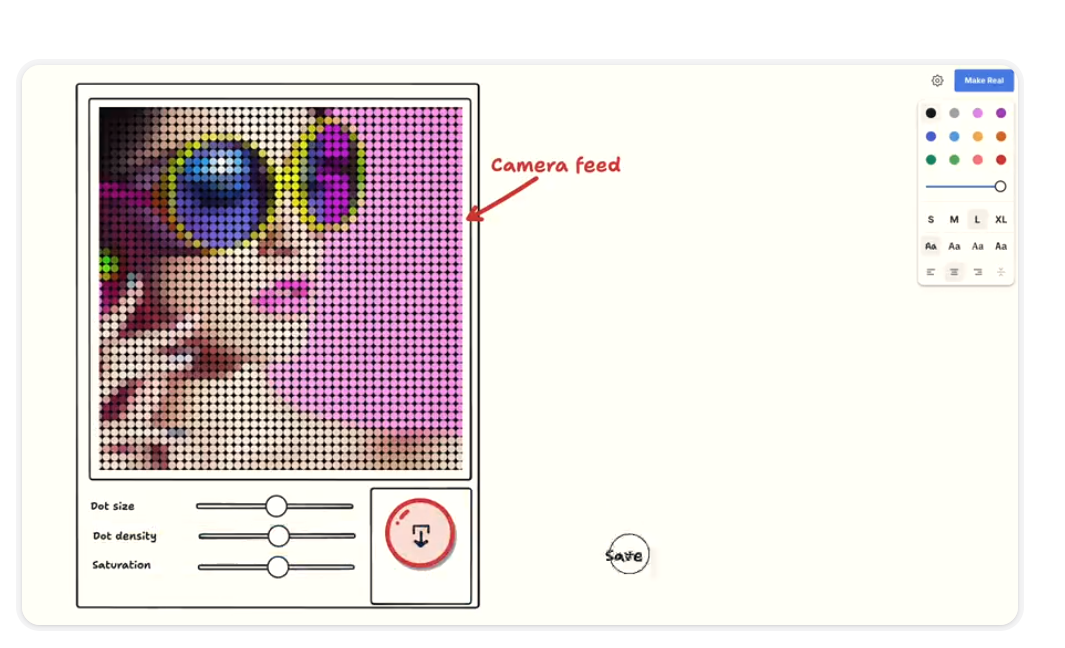 Make Real
Camera feed
S M L XL
Aa Aa Aa Aa
Dot size
Dot density
Saturation
Save